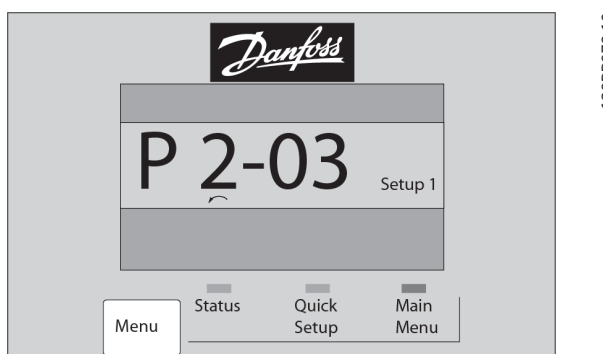 Danfoss
P 2-03
Setup 1
Status
Quick
Setup
Main
Menu
Menu